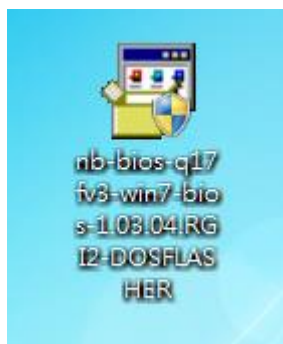 nb-bios-q17
fv3-win7-bio
s-1.03.04.RG
I2-DOSFLAS
HER